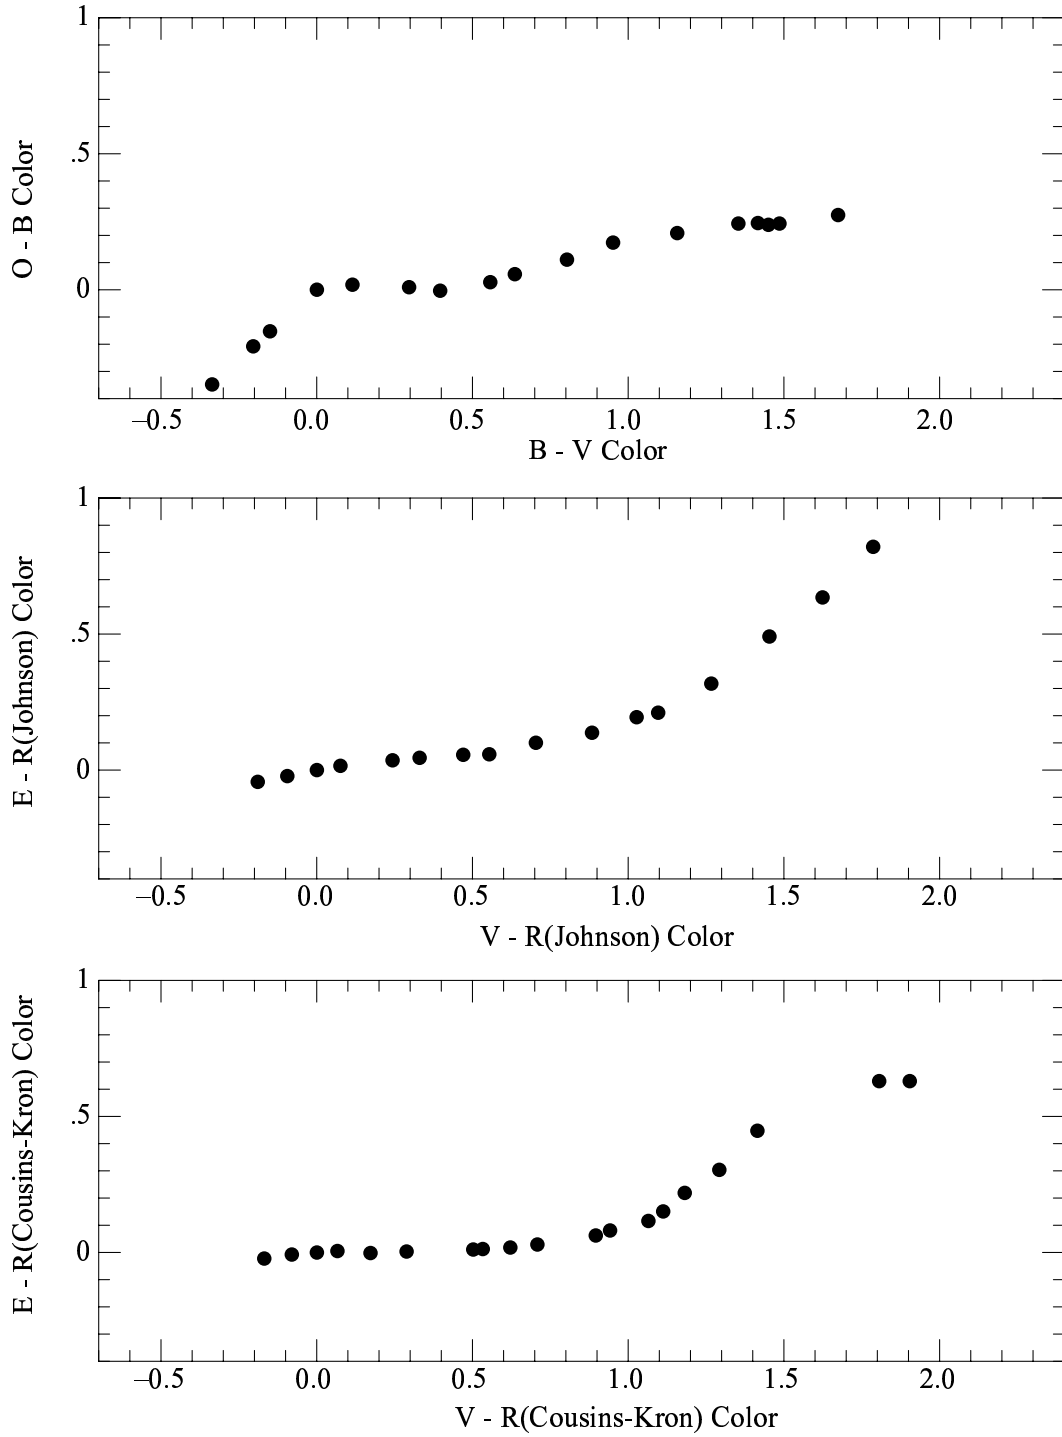 1
.5
0
O - B Color
−0.5 0.0 0.5 1.0 1.5 2.0
B - V Color
1
.5
0
E - R(Johnson) Color
−0.5 0.0 0.5 1.0 1.5 2.0
V - R(Johnson) Color
1
.5
0
E - R(Cousins-Kron) Color
−0.5 0.0 0.5 1.0 1.5 2.0
V - R(Cousins-Kron) Color